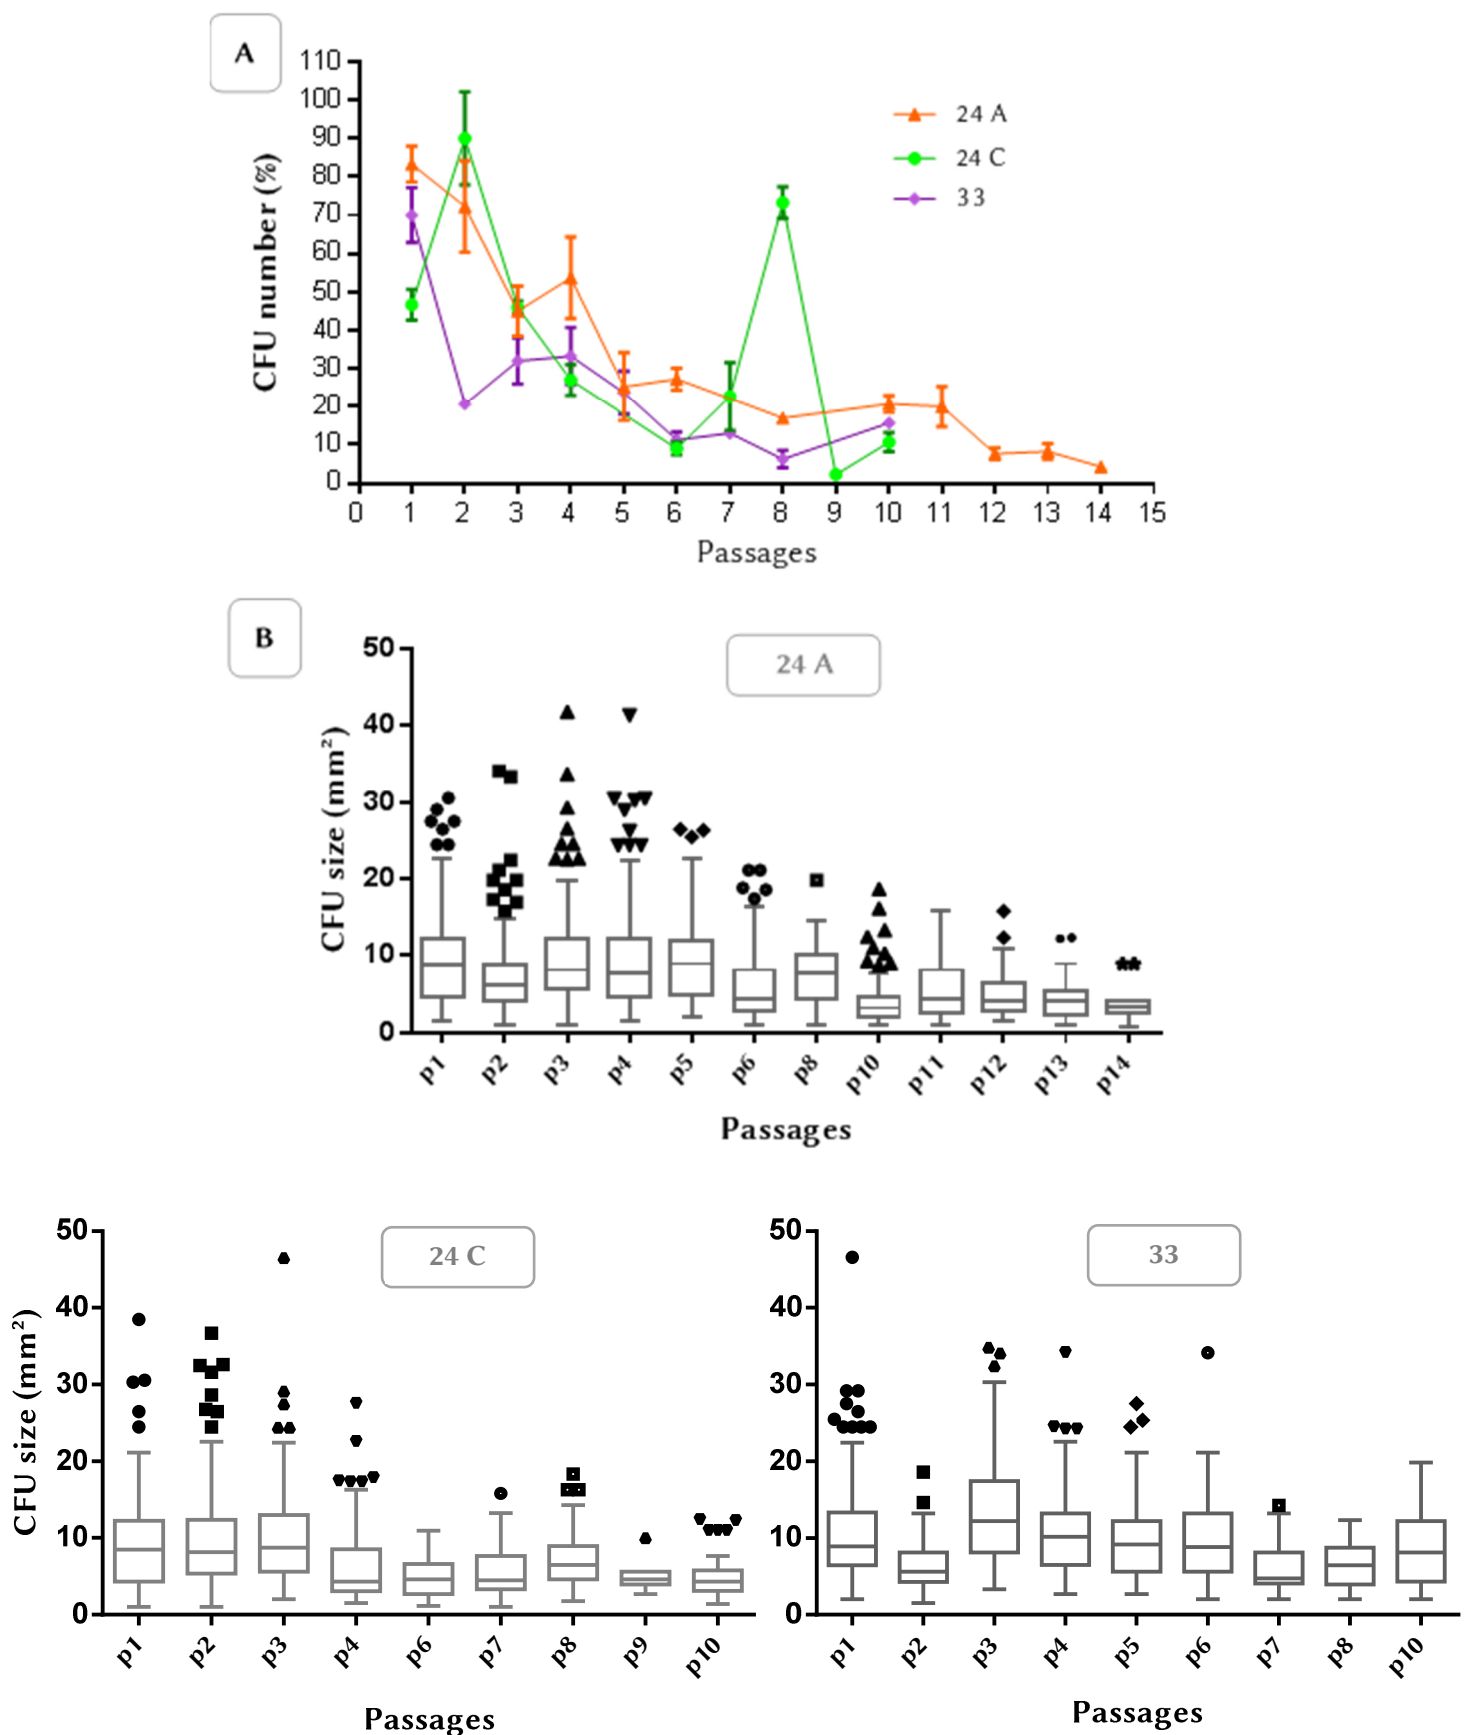 A
110
100
90
80
70
60
50
40
30
20
10
0
CFU number (%)
24 A
24 C
33
0 1 2 3 4 5 6 7 8 9 10 11 12 13 14 15
Passages
B
24 A
50
40
30
20
10
0
CFU size (mm²)
p1 p2 p3 p4 p5 p6 p8 p10 p11 p12 p13 p14
Passages
24 C
50
40
30
20
10
0
CFU size (mm²)
p1 p2 p3 p4 p6 p7 p8 p9 p10
Passages
33
50
40
30
20
10
0
p1 p2 p3 p4 p5 p6 p7 p8 p10
Passages